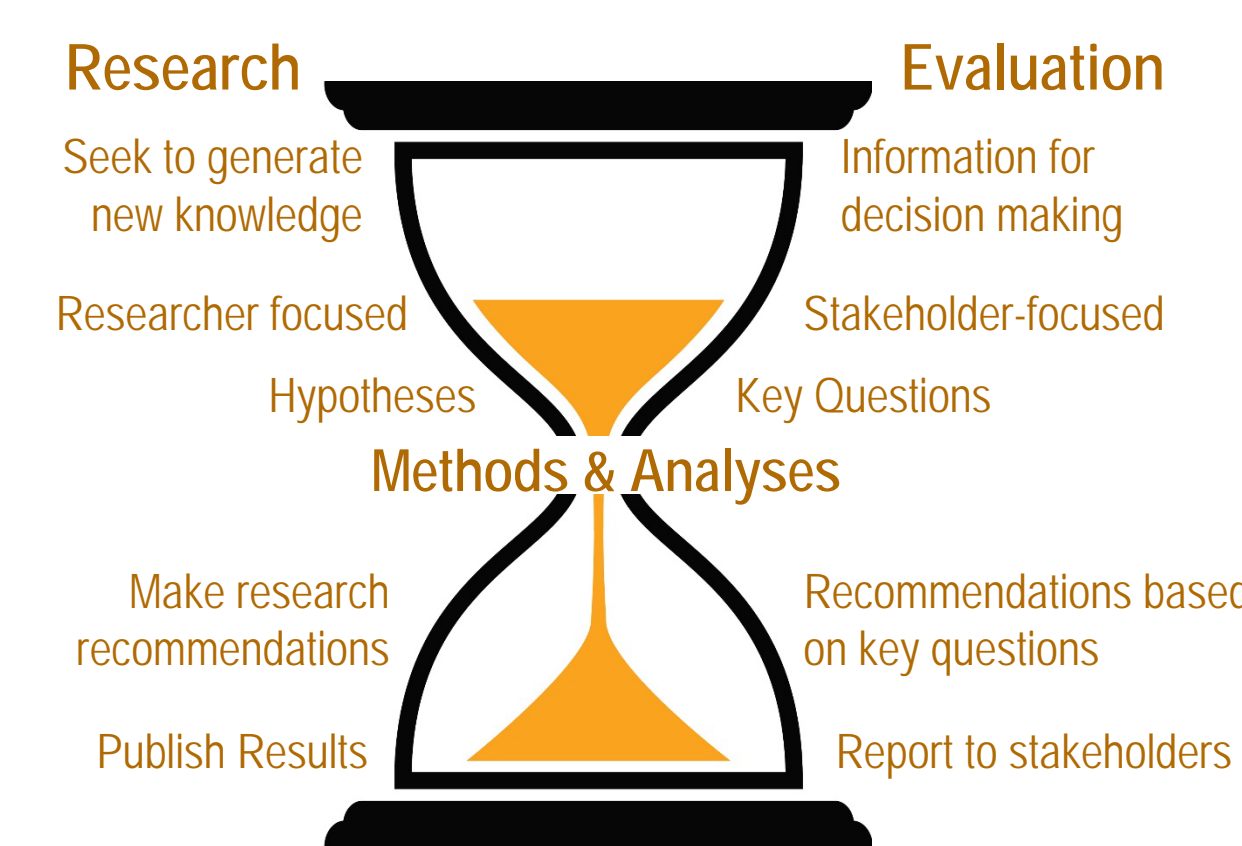 Research
Evaluation
Seek to generate
new knowledge
Information for
decision making
Researcher focused
Stakeholder-focused
Hypotheses
Key Questions
Methods & Analyses
Make research
recommendations
Recommendations based
on key questions
Publish Results
Report to stakeholders